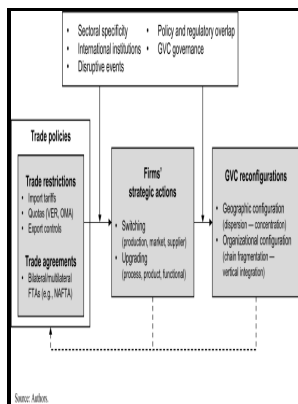 • Sectoral specificity
• International institutions
• Disruptive events
• Policy and regulatory overlap
• GVC governance
Trade policies
Trade restrictions
• Import tariffs
• Quotas (VER, OMA)
• Export controls
Trade agreements
• Bilateral/multilateral
FTAs (e.g., NAFTA)
Firms'
strategic actions
• Switching
(production, market, supplier)
• Upgrading
(process, product, functional)
GVC reconfigurations
• Geographic configuration
(dispersion — concentration)
• Organizational configuration
(chain fragmentation —
vertical integration)
Source: Authors.